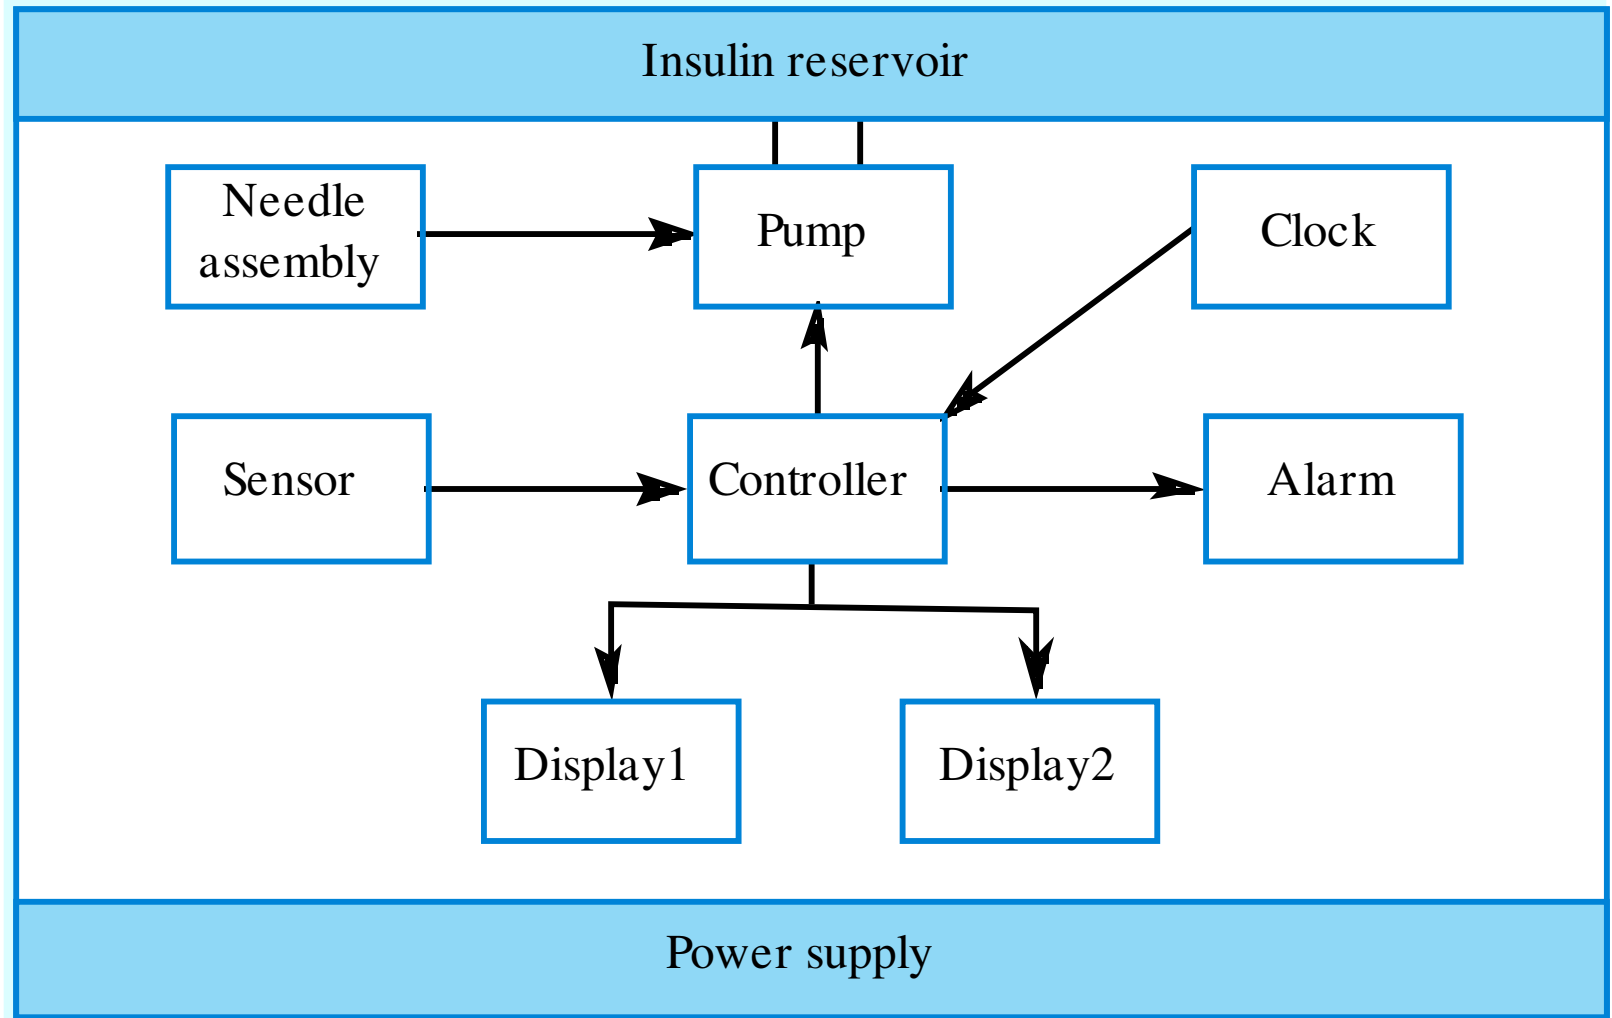 Insulin reservoir
Needle
assembly
Pump
Clock
Sensor
Controller
Alarm
Display1
Display2
Power supply